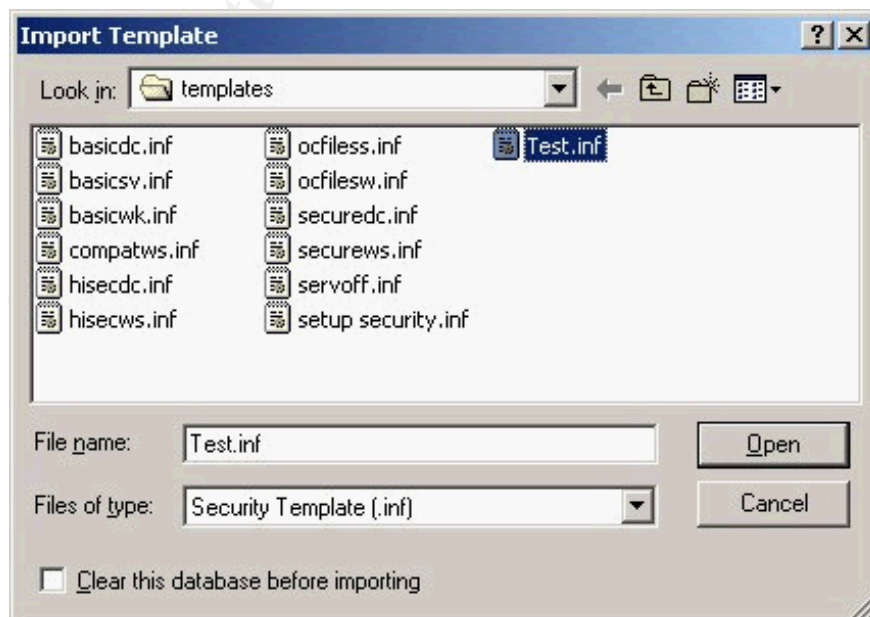 Import Template
Look in: templates
basicdc.inf
basicsv.inf
basicwk.inf
compatws.inf
hisecdc.inf
hisecws.inf
ocfiless.inf
ocfilesw.inf
securedc.inf
securews.inf
servoff.inf
setup security.inf
Test.inf
File name: Test.inf
Open
Files of type: Security Template (.inf)
Cancel
Clear this database before importing